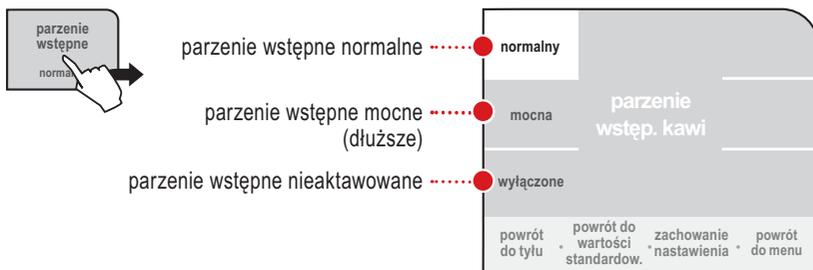 parzenie
wstępne
parzenie wstępne normalne
parzenie wstępne mocne
(dłuższe)
parzenie wstępne nieaktawowane
normalny
mocna
wyłączone
parzenie
wstęp. kawi
powrót
do tyłu
powrót do
wartości
standardow.
zachowanie
nastawienia
powrót
do menu